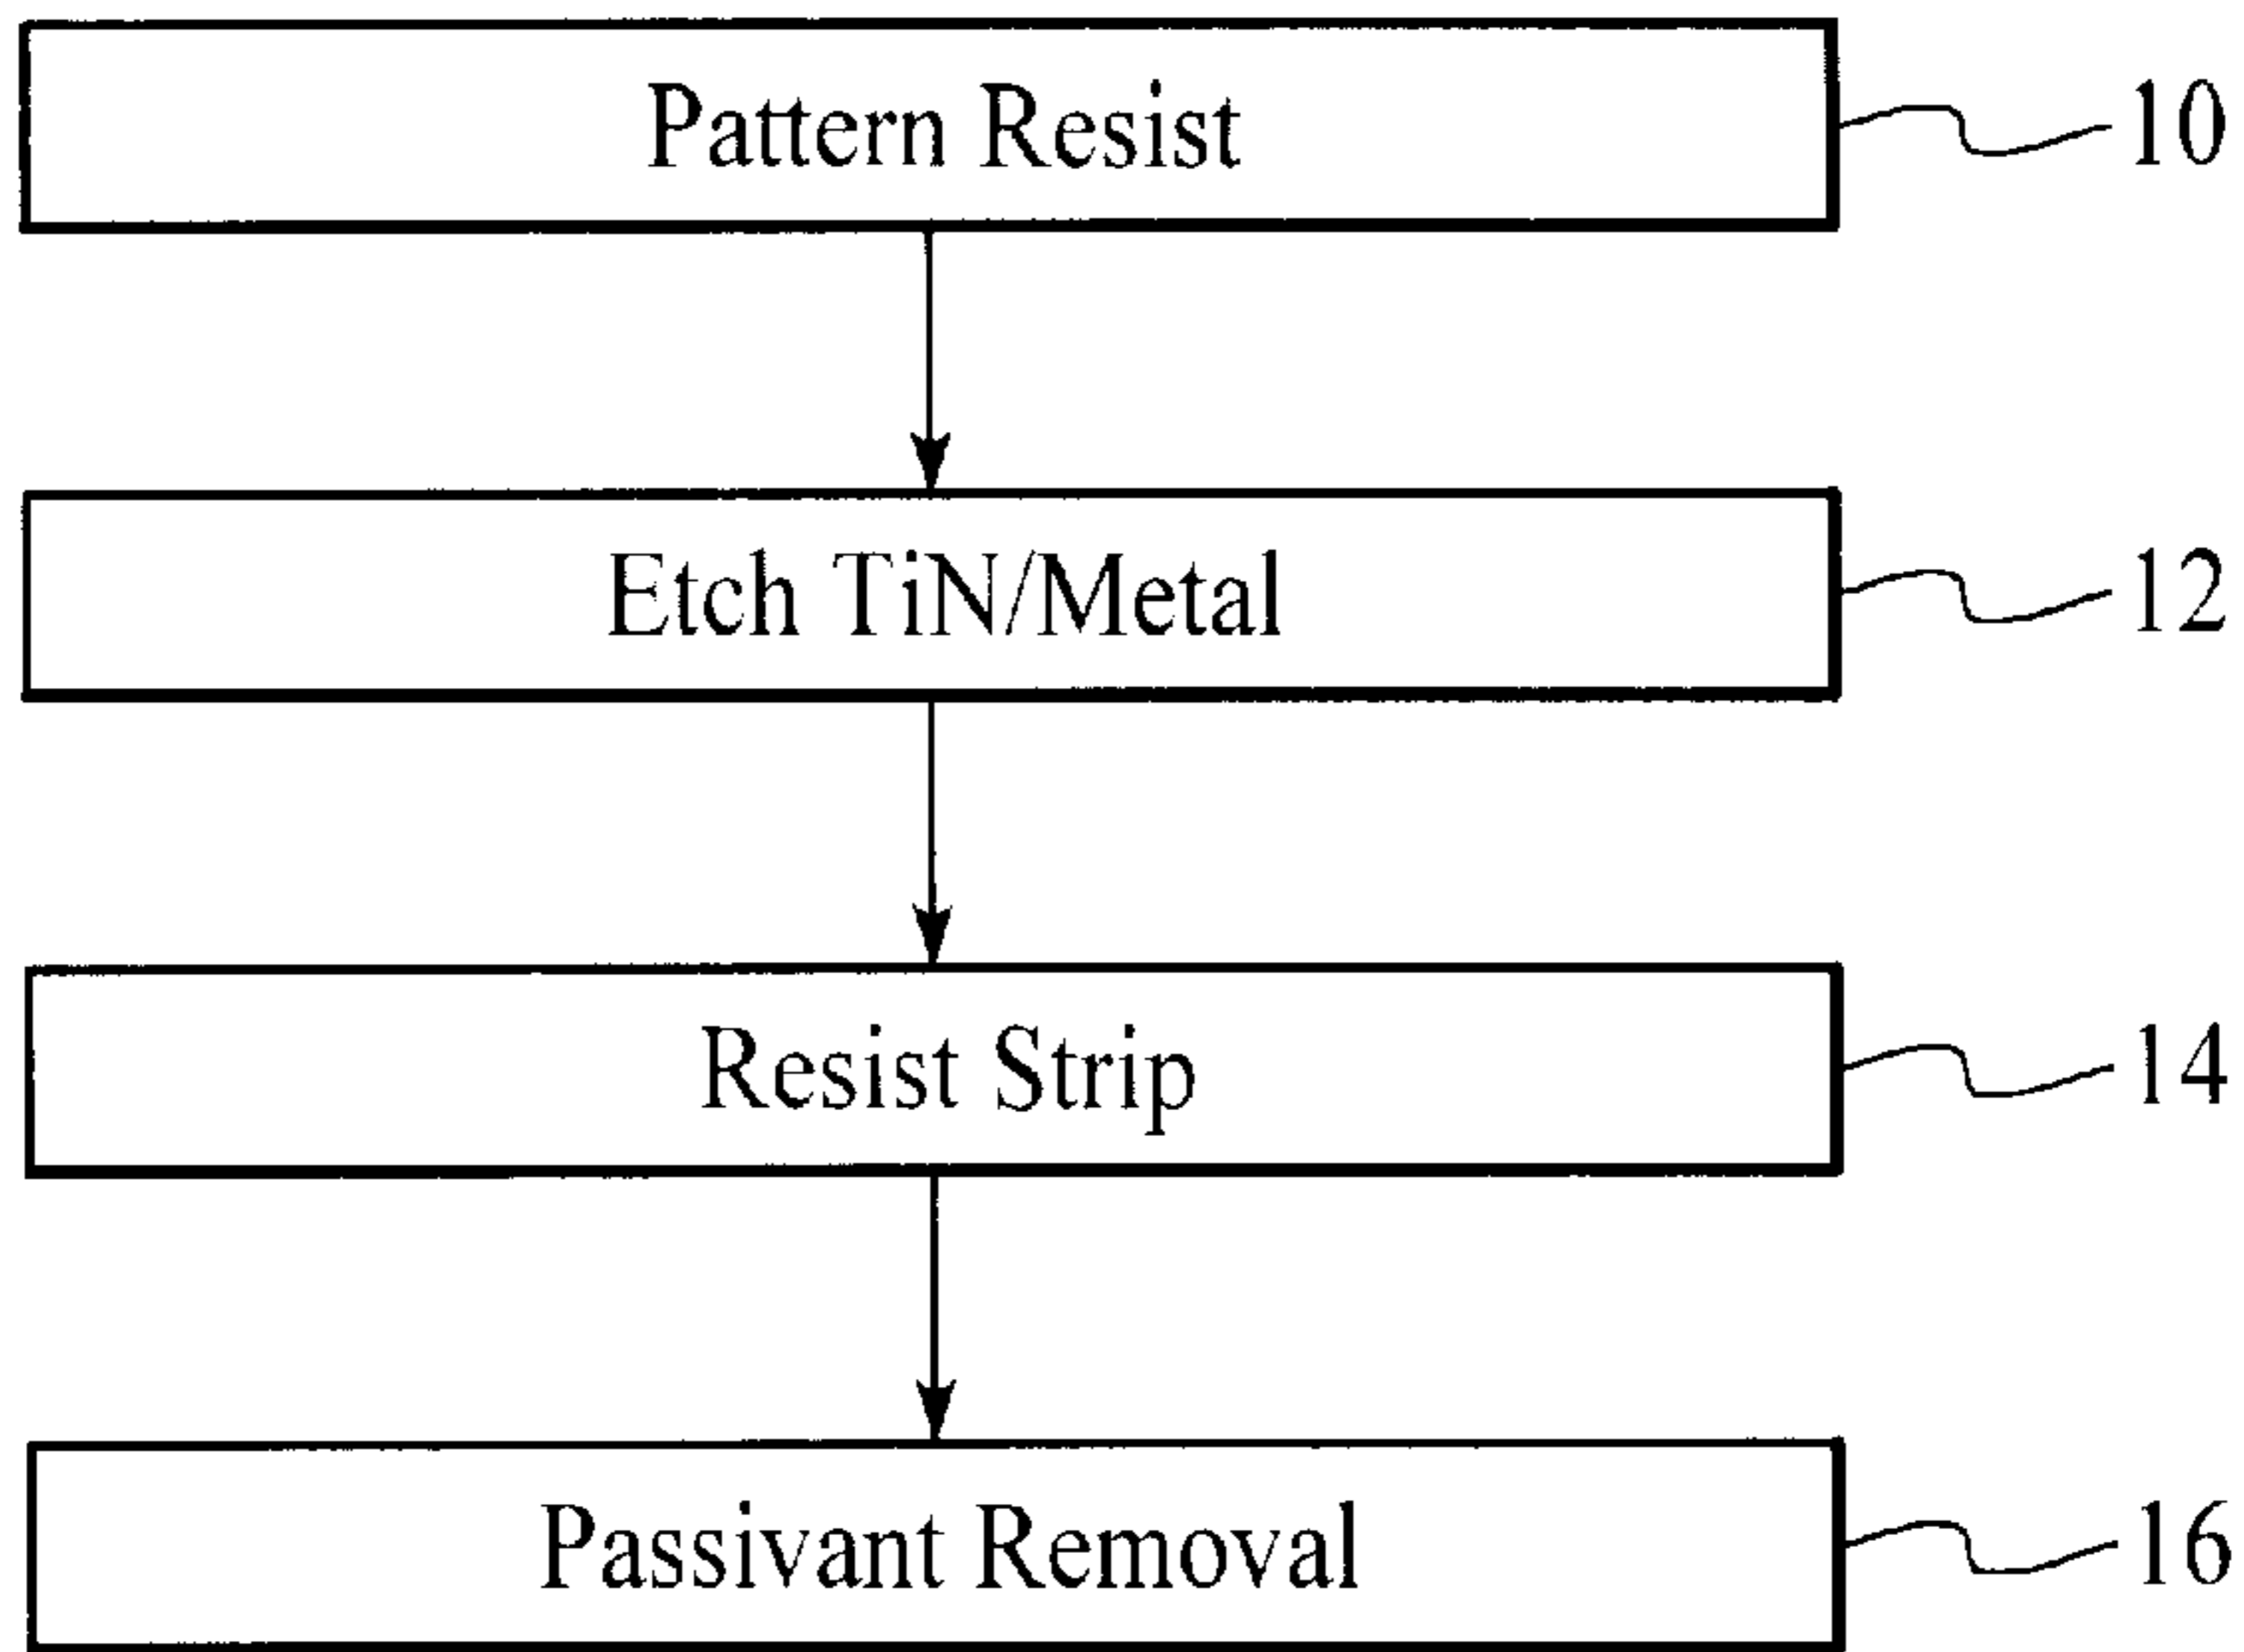 Pattern Resist 10
Etch TiN/Metal 12
Resist Strip 14
Passivant Removal 16